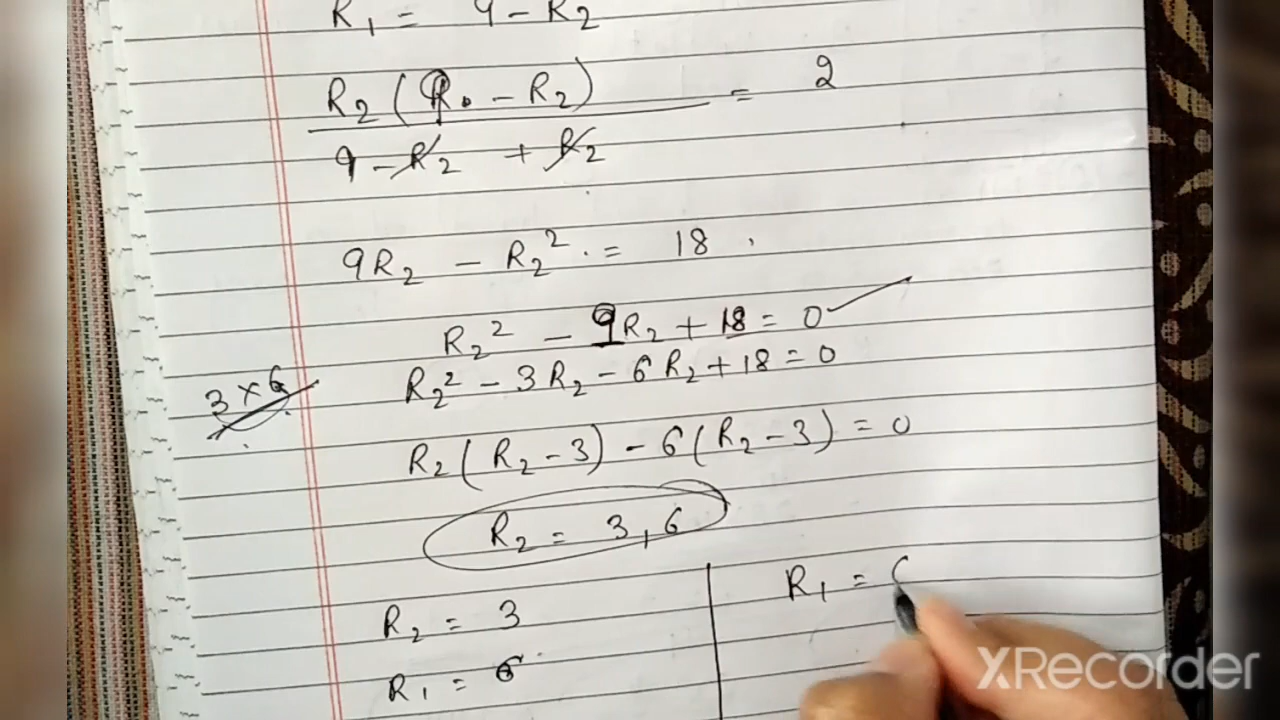 R₁ = 9 - R₂
R₂ (9 - R₂) = 2
9 - R₂ + R₂
9R₂ - R₂² = 18
R₂² - 9R₂ + 18 = 0
3 × 6
R₂² - 3R₂ - 6R₂ + 18 = 0
R₂ (R₂ - 3) - 6 (R₂ - 3) = 0
R₂ = 3, 6
R₂ = 3
R₁ = 6
R₁ =
XRecorder